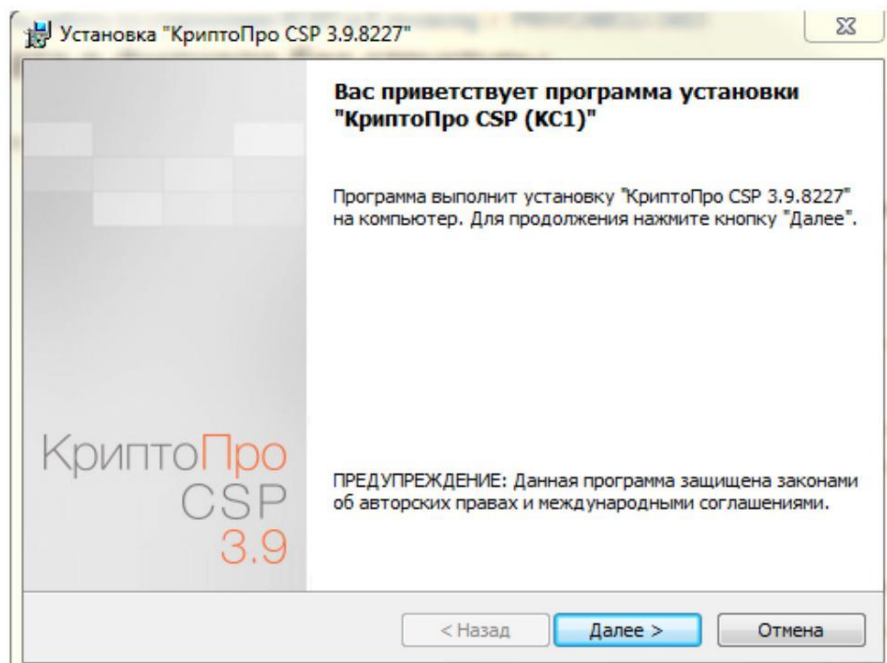 Установка "КриптоПро CSP 3.9.8227"
Вас приветствует программа установки
"КриптоПро CSP (КС1)"
Программа выполнит установку "КриптоПро CSP 3.9.8227"
на компьютер. Для продолжения нажмите кнопку "Далее".
КриптоПро
CSP
3.9
ПРЕДУПРЕЖДЕНИЕ: Данная программа защищена законами
об авторских правах и международными соглашениями.
< Назад
Далее >
Отмена